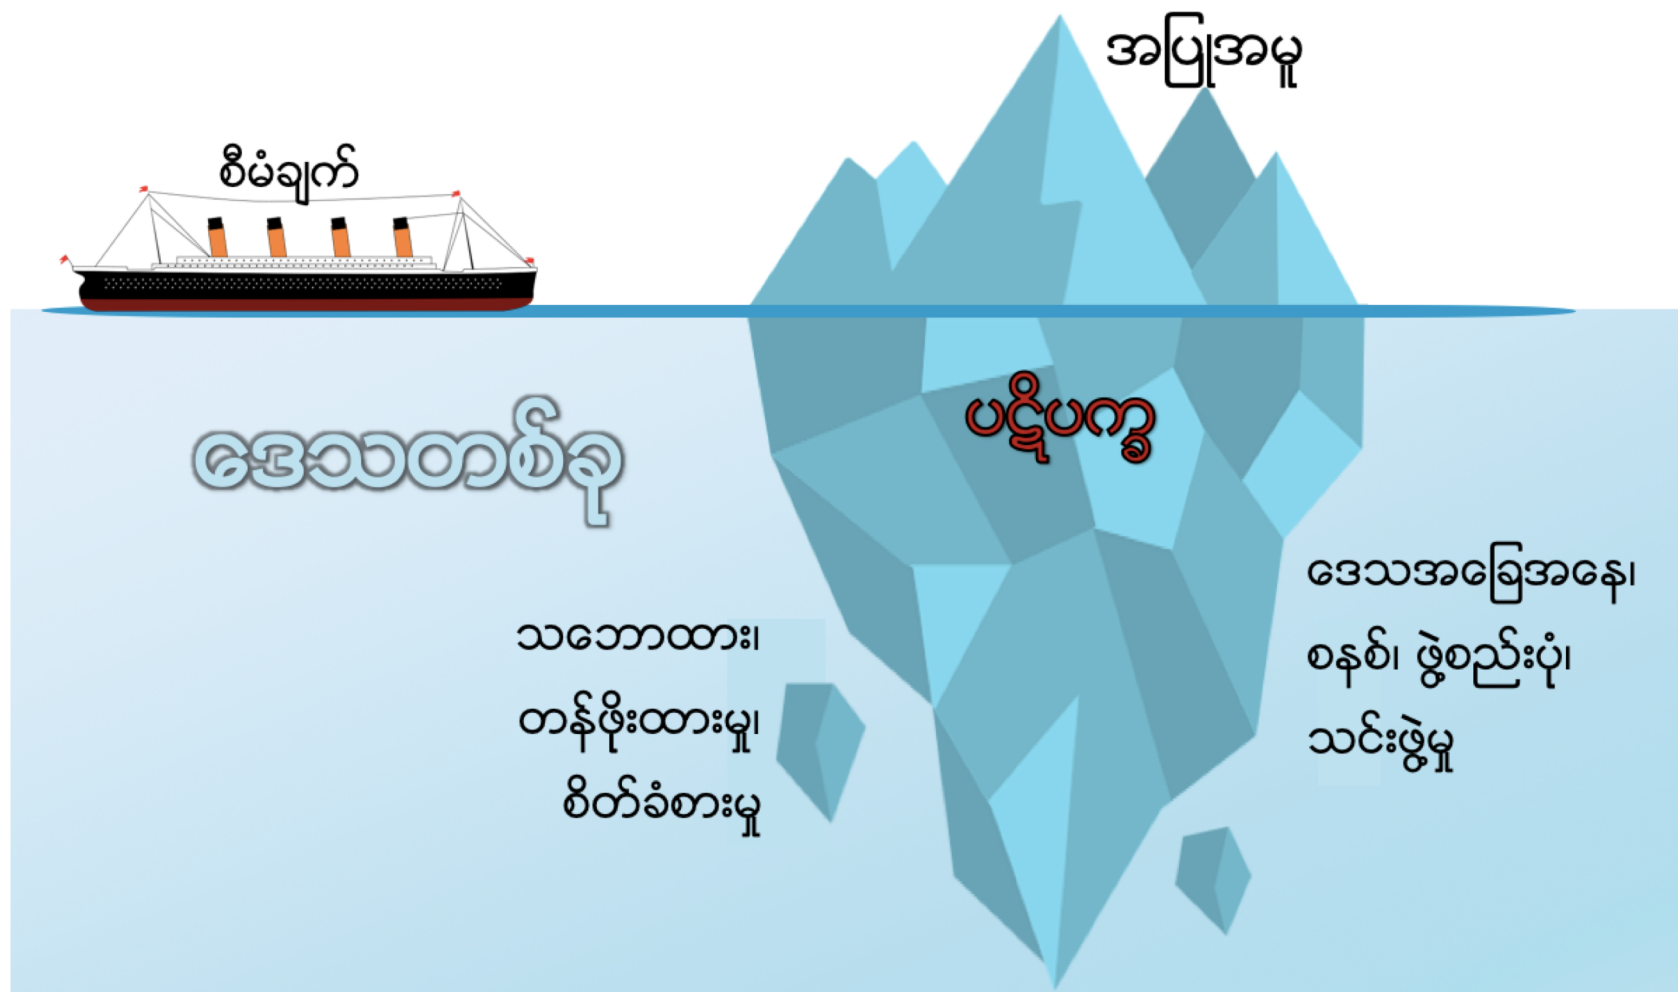 အပြုအမူ
စီမံချက်
ပဋိပက္ခ
ဒေသတစ်ခု
သဘောထား၊
တန်ဖိုးထားမှု၊
စိတ်ခံစားမှု
ဒေသအခြေအနေ၊
စနစ်၊ ဖွဲ့စည်းပုံ၊
သင်းဖွဲ့မှု